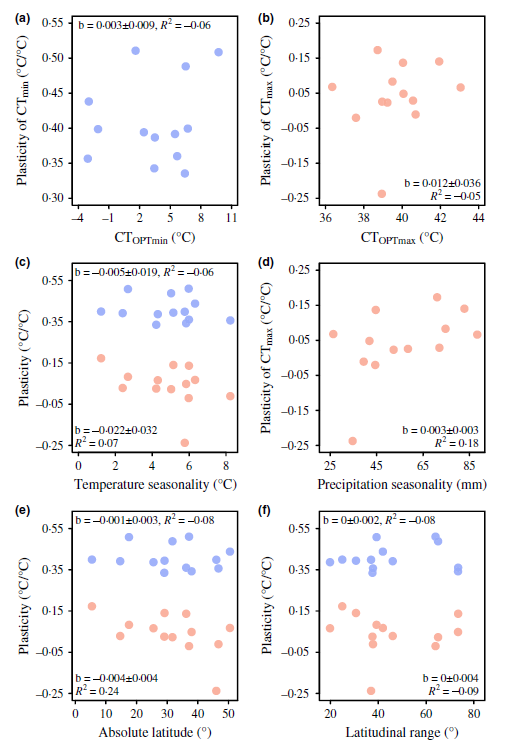 (a)
b = 0·003±0·009, R² = −0·06
0·55
0·50
0·45
0·40
0·35
0·30
Plasticity of CTmin (°C/°C)
−4 −1 2 5 8 11
CTOPTmin (°C)
(b)
0·25
0·15
0·05
−0·05
−0·15
−0·25
Plasticity of CTmax (°C/°C)
b = 0·012±0·036
R² = −0·05
36 38 40 42 44
CTOPTmax (°C)
(c)
b = −0·005±0·019, R² = −0·06
0·55
0·35
0·15
−0·05
−0·25
Plasticity (°C/°C)
b = −0·022±0·032
R² = 0·07
0 2 4 6 8
Temperature seasonality (°C)
(d)
0·25
0·15
0·05
−0·05
−0·15
−0·25
Plasticity of CTmax (°C/°C)
b = 0·003±0·003
R² = 0·18
25 45 65 85
Precipitation seasonality (mm)
(e)
b = −0·001±0·003, R² = −0·08
0·55
0·35
0·15
−0·05
−0·25
Plasticity (°C/°C)
b = −0·004±0·004
R² = 0·24
0 10 20 30 40 50
Absolute latitude (°)
(f)
b = 0±0·002, R² = −0·08
0·55
0·35
0·15
−0·05
−0·25
Plasticity (°C/°C)
b = 0±0·004
R² = −0·09
20 40 60 80
Latitudinal range (°)